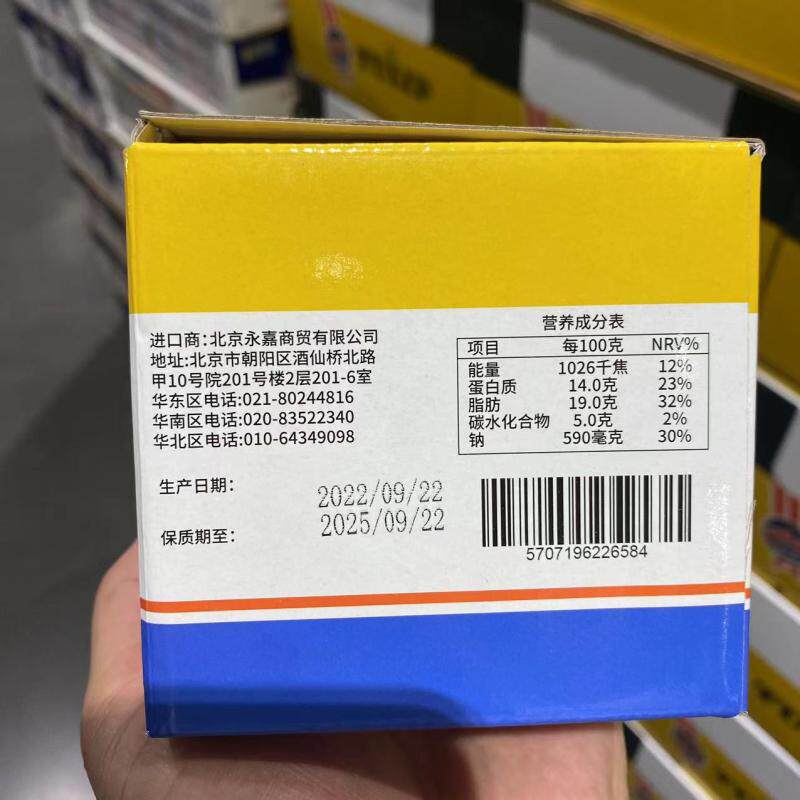 进口商:北京永嘉商贸有限公司
地址:北京市朝阳区酒仙桥北路
甲10号院201号楼2层201-6室
华东区电话:021-80244816
华南区电话:020-83522340
华北区电话:010-64349098
营养成分表
项目 每100克 NRV%
能量 1026千焦 12%
蛋白质 14.0克 23%
脂肪 19.0克 32%
碳水化合物 5.0克 2%
钠 590毫克 30%
生产日期: 2022/09/22
保质期至: 2025/09/22
5707196226584